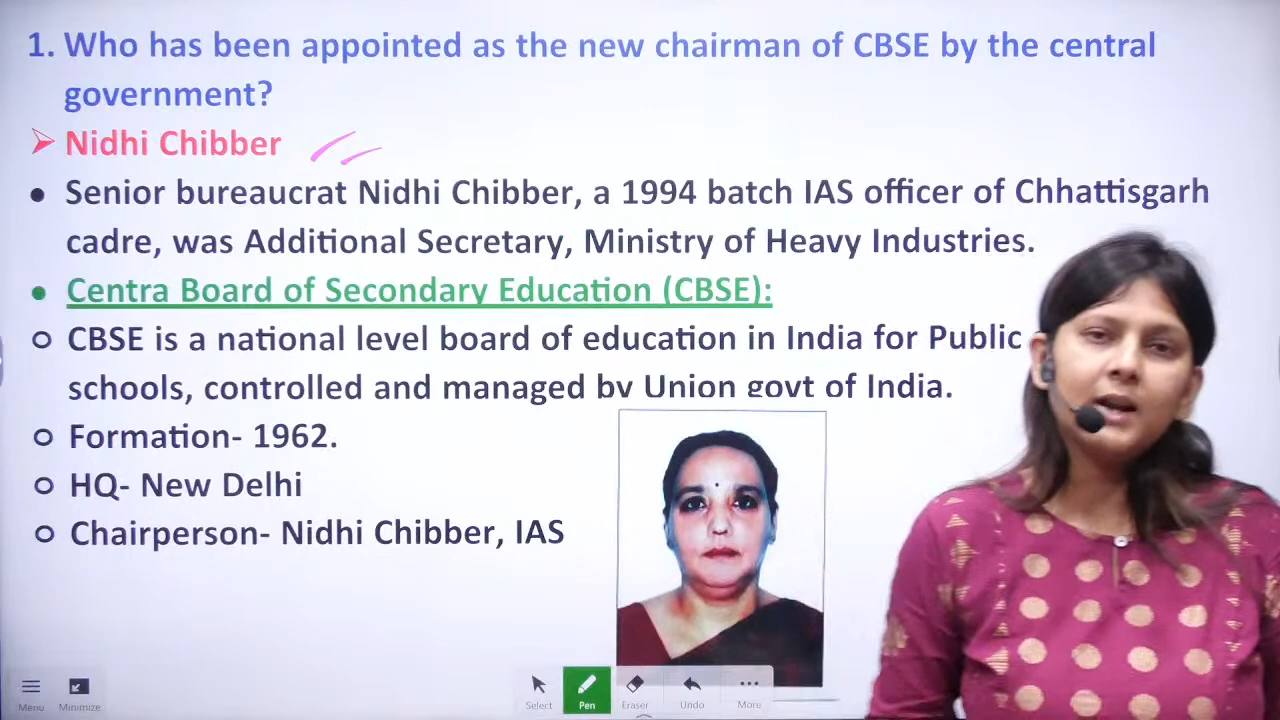 1. Who has been appointed as the new chairman of CBSE by the central
government?
Nidhi Chibber
Senior bureaucrat Nidhi Chibber, a 1994 batch IAS officer of Chhattisgarh
cadre, was Additional Secretary, Ministry of Heavy Industries.
Centra Board of Secondary Education (CBSE):
CBSE is a national level board of education in India for Public
schools, controlled and managed by Union govt of India.
Formation- 1962.
HQ- New Delhi
Chairperson- Nidhi Chibber, IAS
Menu Minimize Select Pen Eraser Undo More